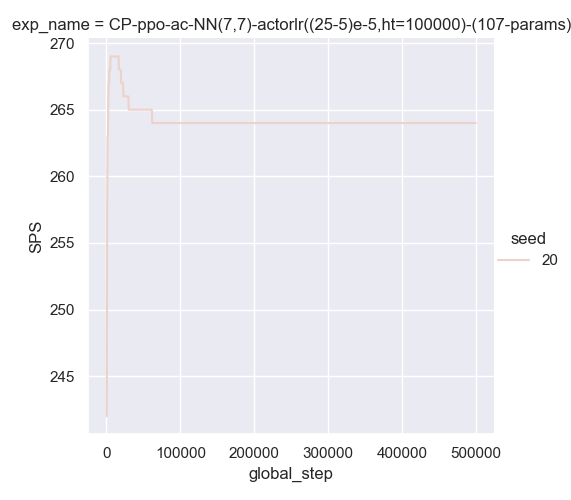 exp_name = CP-ppo-ac-NN(7,7)-actorlr((25-5)e-5,ht=100000)-(107-params)
270
265
260
255
250
245
SPS
seed
20
0 100000 200000 300000 400000 500000
global_step